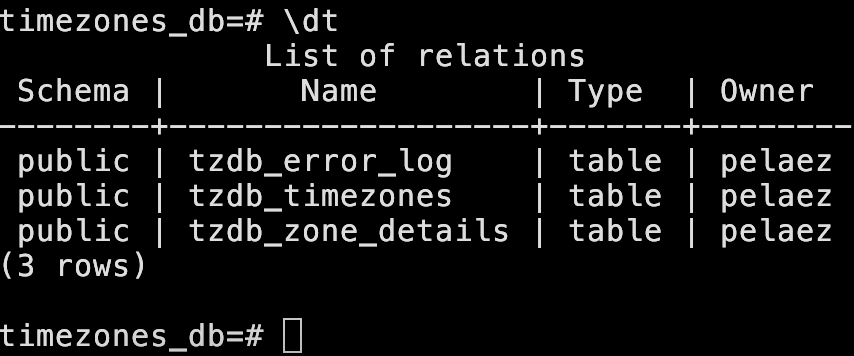 timezones_db=# \dt
              List of relations
 Schema |       Name        | Type  | Owner
--------+-------------------+-------+--------
 public | tzdb_error_log    | table | pelaez
 public | tzdb_timezones    | table | pelaez
 public | tzdb_zone_details | table | pelaez
(3 rows)
timezones_db=#